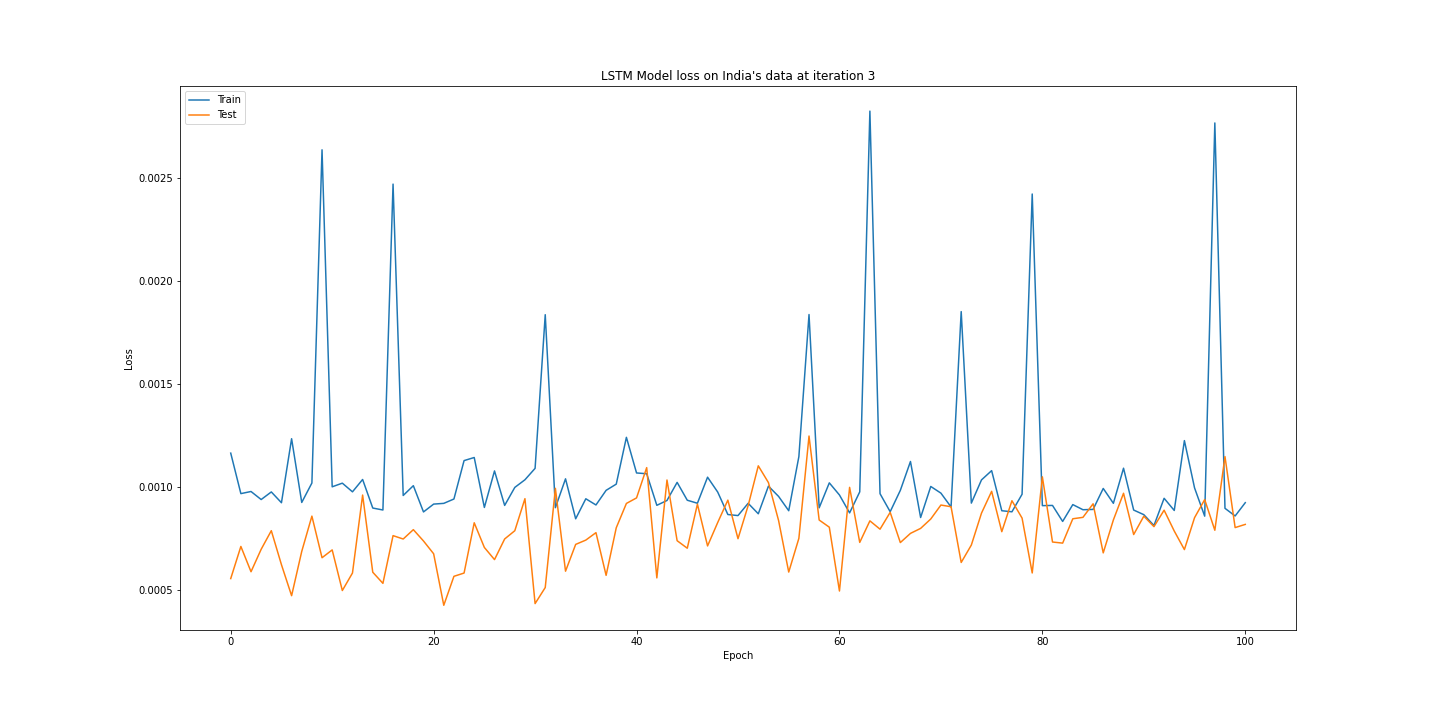 LSTM Model loss on India's data at iteration 3
Train
Test
0.0025
0.0020
0.0015
0.0010
0.0005
Loss
0 20 40 60 80 100
Epoch